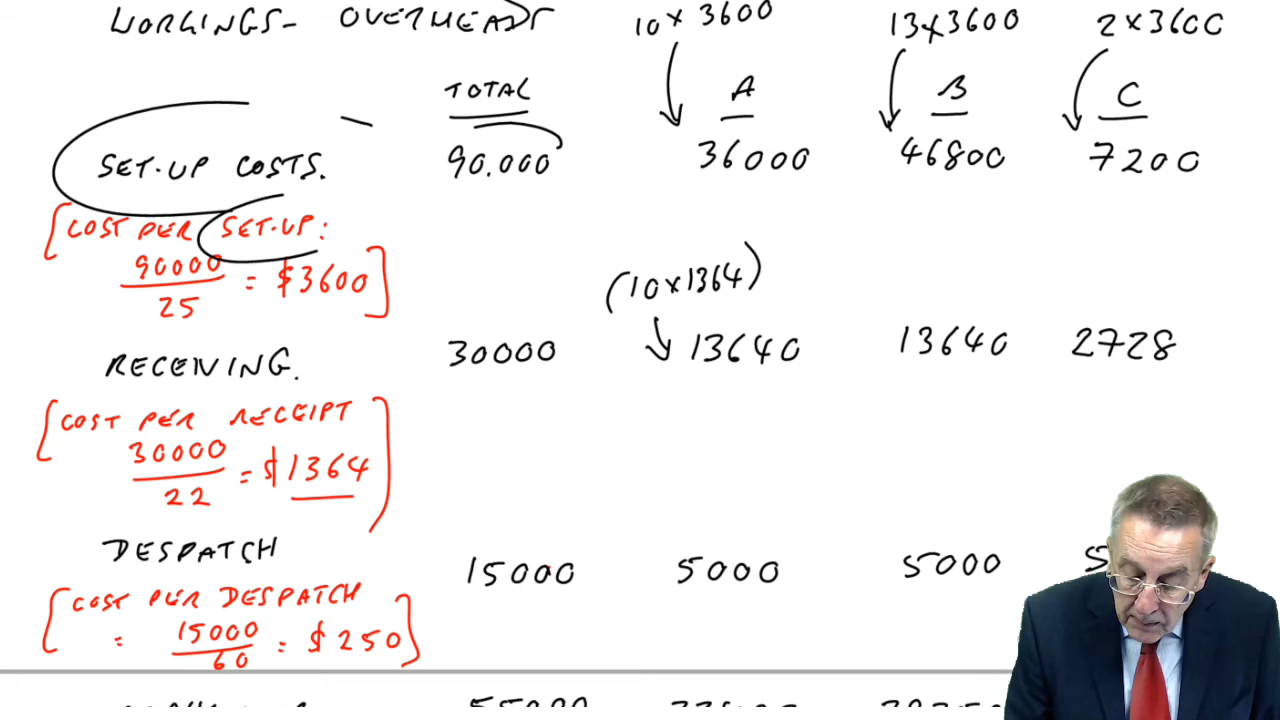 WORKINGS - OVERHEADS
10 x 3600 13 x 3600 2 x 3600
TOTAL A B C
SET-UP COSTS. 90.000 36000 46800 7200
[COST PER SET-UP:
90000
25
= $3600]
(10 x 1364)
RECEIVING. 30000 13640 13640 2728
[COST PER RECEIPT
30000
22
= $1364]
DESPATCH 15000 5000 5000
[COST PER DESPATCH
= 15000
60
= $250]